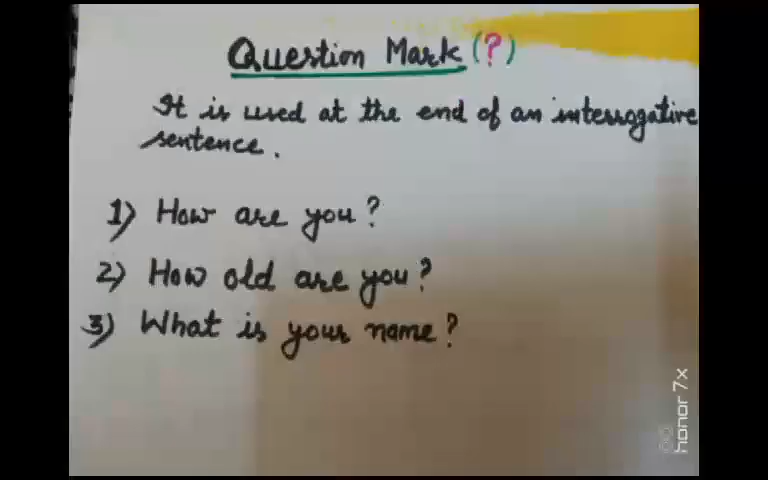 Question Mark (?)
It is used at the end of an interrogative
sentence.
1) How are you?
2) How old are you?
3) What is your name?
honor 7x